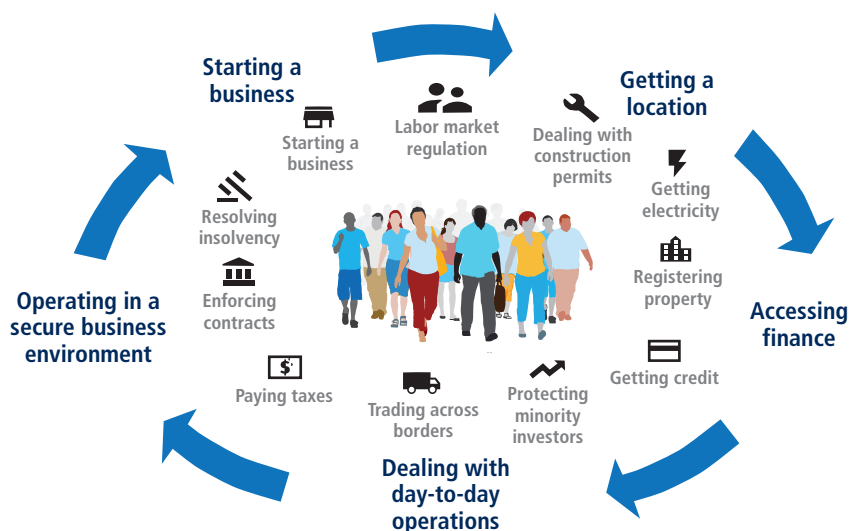 Starting a
business
Getting a
location
Labor market
regulation
Starting a
business
Dealing with
construction
permits
Getting
electricity
Resolving
insolvency
Registering
property
Enforcing
contracts
Operating in a
secure business
environment
Accessing
finance
Getting credit
Protecting
minority
investors
Trading across
borders
$
Paying taxes
Dealing with
day-to-day
operations